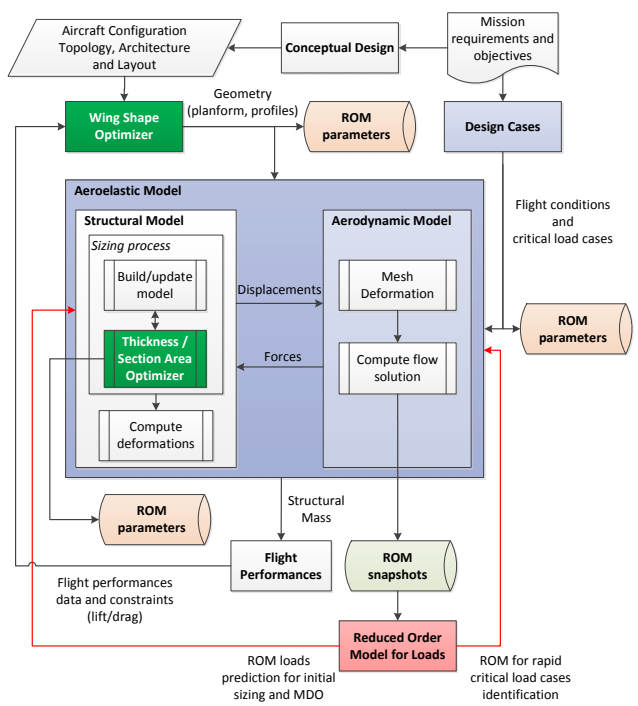 Aircraft Configuration
Topology, Architecture
and Layout
Conceptual Design
Mission
requirements and
objectives
Wing Shape
Optimizer
Geometry
(planform, profiles)
ROM
parameters
Design Cases
Aeroelastic Model
Structural Model
Sizing process
Build/update
model
Thickness /
Section Area
Optimizer
Compute
deformations
Displacements
Forces
Aerodynamic Model
Mesh
Deformation
Compute flow
solution
Flight conditions
and
critical load cases
ROM
parameters
ROM
parameters
Structural
Mass
Flight
Performances
ROM
snapshots
Flight performances
data and constraints
(lift/drag)
Reduced Order
Model for Loads
ROM loads
prediction for initial
sizing and MDO
ROM for rapid
critical load cases
identification